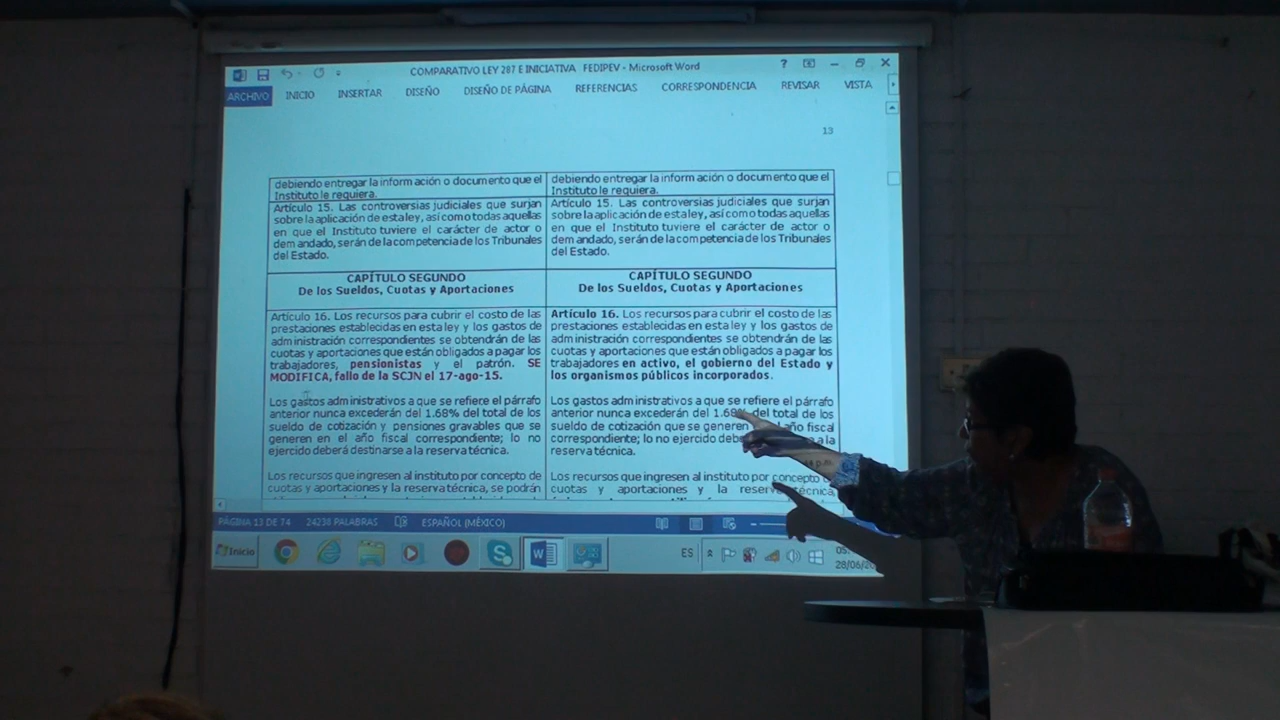 COMPARATIVO LEY 287 E INICIATIVA FEDIPEV - Microsoft Word
ARCHIVO INICIO INSERTAR DISEÑO DISEÑO DE PÁGINA REFERENCIAS CORRESPONDENCIA REVISAR VISTA
13
debiendo entregar la información o documento que el
Instituto le requiera.
Artículo 15. Las controversias judiciales que surjan
sobre la aplicación de esta ley, así como todas aquellas
en que el Instituto tuviere el carácter de actor o
demandado, serán de la competencia de los Tribunales
del Estado.
CAPÍTULO SEGUNDO
De los Sueldos, Cuotas y Aportaciones
Artículo 16. Los recursos para cubrir el costo de las
prestaciones establecidas en esta ley y los gastos de
administración correspondientes se obtendrán de las
cuotas y aportaciones que están obligados a pagar los
trabajadores, pensionistas y el patrón. SE
MODIFICA, fallo de la SCJN el 17-ago-15.
Los gastos administrativos a que se refiere el párrafo
anterior nunca excederán del 1.68% del total de los
sueldo de cotización y pensiones gravables que se
generen en el año fiscal correspondiente; lo no
ejercido deberá destinarse a la reserva técnica.
Los recursos que ingresen al instituto por concepto de
cuotas y aportaciones y la reserva técnica, se podrán
debiendo entregar la información o documento que el
Instituto le requiera.
Artículo 15. Las controversias judiciales que surjan
sobre la aplicación de esta ley, así como todas aquellas
en que el Instituto tuviere el carácter de actor o
demandado, serán de la competencia de los Tribunales
del Estado.
CAPÍTULO SEGUNDO
De los Sueldos, Cuotas y Aportaciones
Artículo 16. Los recursos para cubrir el costo de las
prestaciones establecidas en esta ley y los gastos de
administración correspondientes se obtendrán de las
cuotas y aportaciones que están obligados a pagar los
trabajadores en activo, el gobierno del Estado y
los organismos públicos incorporados.
Los gastos administrativos a que se refiere el párrafo
anterior nunca excederán del 1.68% del total de los
sueldo de cotización que se generen año fiscal
correspondiente; lo no ejercido a la
reserva técnica.
Los recursos que ingresen al instituto por concepto
cuotas y aportaciones y la reserva técnica,
PÁGINA 13 DE 74 24238 PALABRAS ESPAÑOL (MÉXICO)
Inicio ES 05:
28/06/20